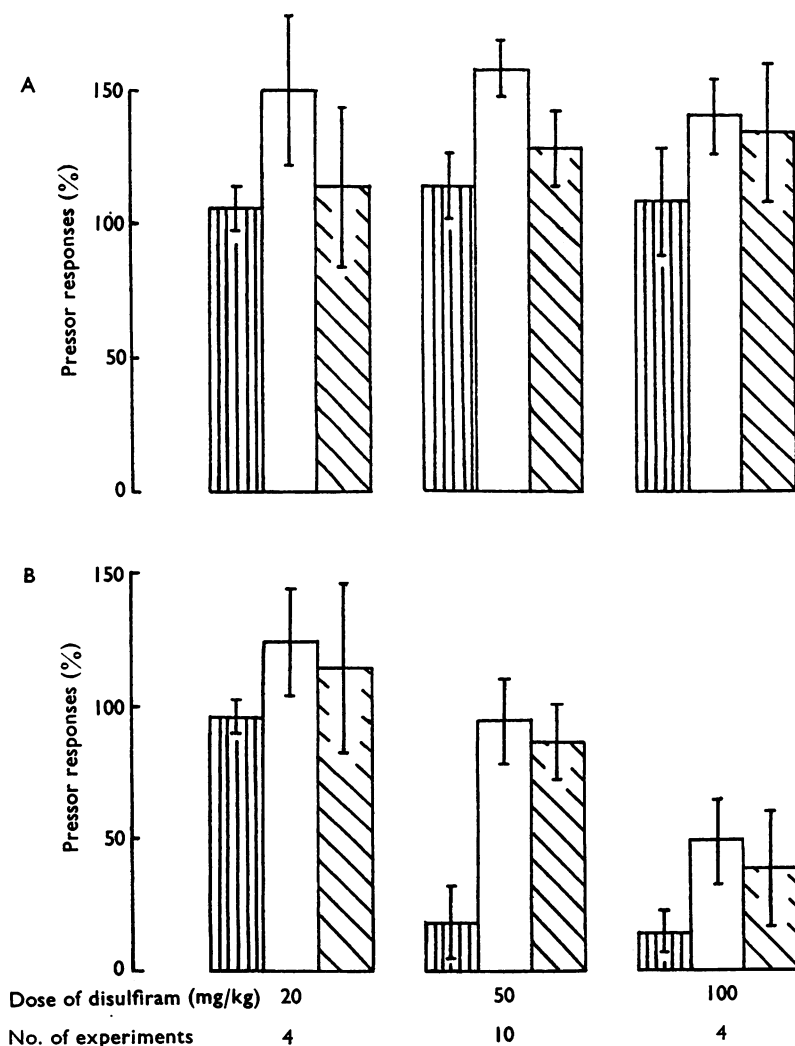 A
Pressor responses (%)
150
100
50
0
B
Pressor responses (%)
150
100
50
0
Dose of disulfiram (mg/kg) 20 50 100
No. of experiments 4 10 4